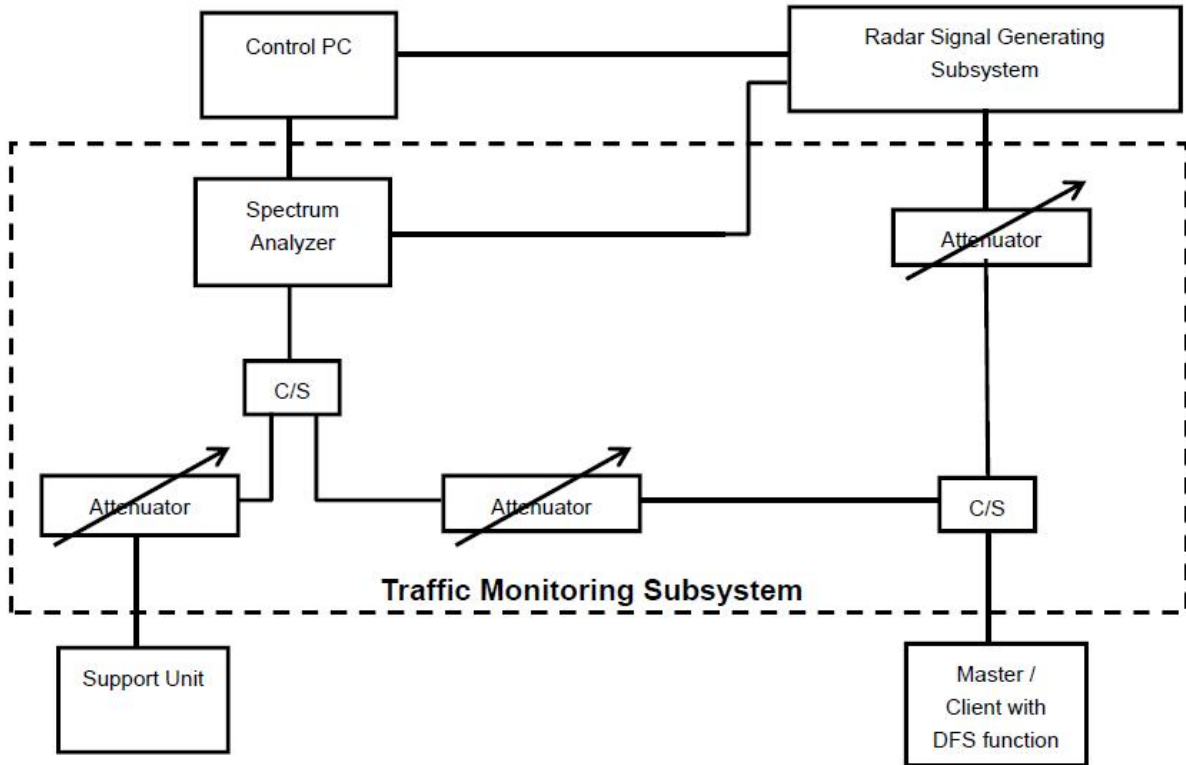 Control PC
Radar Signal Generating
Subsystem
Spectrum
Analyzer
Attenuator
C/S
Attenuator
Attenuator
C/S
Traffic Monitoring Subsystem
Support Unit
Master /
Client with
DFS function